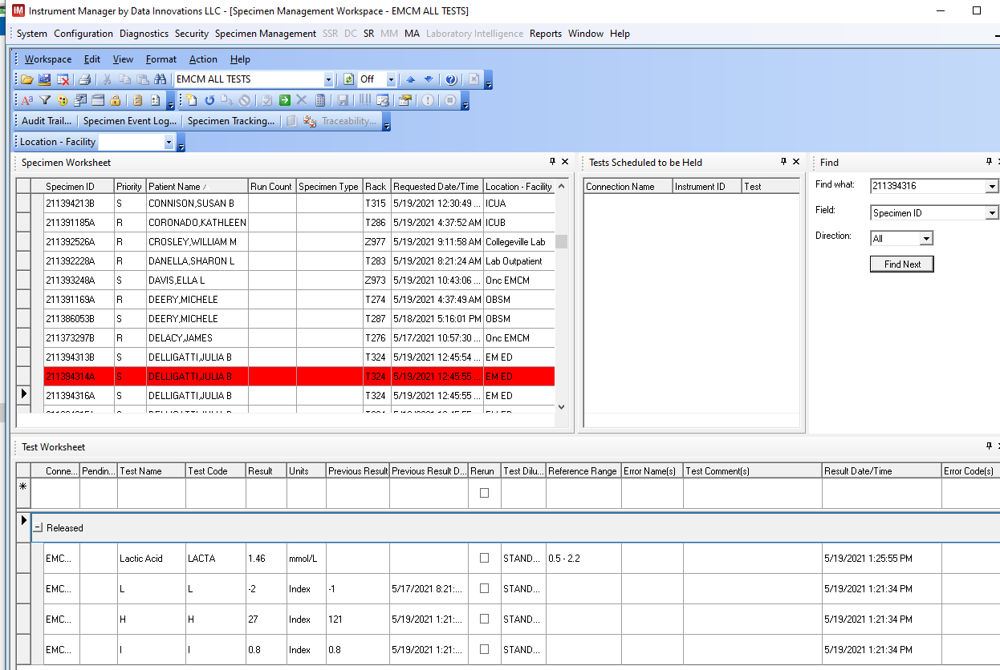 Instrument Manager by Data Innovations LLC - [Specimen Management Workspace - EMCM ALL TESTS]
System Configuration Diagnostics Security Specimen Management SSR DC SR MM MA Laboratory Intelligence Reports Window Help
Workspace Edit View Format Action Help
EMCM ALL TESTS Off
Audit Trail... Specimen Event Log... Specimen Tracking... Traceability...
Location - Facility
Specimen Worksheet
Specimen ID Priority Patient Name Run Count Specimen Type Rack Requested Date/Time Location - Facility
211394213B S CONNISON,SUSAN B T315 5/19/2021 12:30:49 ... ICUA
211391185A R CORONADO,KATHLEEN T286 5/19/2021 4:37:52 AM ICUB
211392526A R CROSLEY,WILLIAM M Z977 5/19/2021 9:11:58 AM Collegeville Lab
211392228A R DANELLA,SHARON L T283 5/19/2021 8:21:24 AM Lab Outpatient
211393248A S DAVIS,ELLA L Z973 5/19/2021 10:43:06 ... Onc EMCM
211391169A R DEERY,MICHELE T274 5/19/2021 4:37:49 AM OBSM
211386053B S DEERY,MICHELE T287 5/18/2021 5:16:01 PM OBSM
211373297B R DELACY,JAMES T276 5/17/2021 10:57:30 ... Onc EMCM
211394313B S DELLIGATTI,JULIA B T324 5/19/2021 12:45:54 ... EM ED
211394314A S DELLIGATTI,JULIA B T324 5/19/2021 12:45:55 ... EM ED
211394316A S DELLIGATTI,JULIA B T324 5/19/2021 12:45:55 ... EM ED
Tests Scheduled to be Held
Connection Name Instrument ID Test
Find
Find what: 211394316
Field: Specimen ID
Direction: All
Find Next
Test Worksheet
Conne... Pendin... Test Name Test Code Result Units Previous Result Previous Result D... Rerun Test Dilu... Reference Range Error Name(s) Test Comment(s) Result Date/Time Error Code(s)
Released
EMC... Lactic Acid LACTA 1.46 mmol/L STAND... 0.5 - 2.2 5/19/2021 1:25:55 PM
EMC... L L -2 Index -1 5/17/2021 8:21:... STAND... 5/19/2021 1:21:34 PM
EMC... H H 27 Index 121 5/19/2021 1:21:... STAND... 5/19/2021 1:21:34 PM
EMC... I I 0.8 Index 0.8 5/19/2021 1:21:... STAND... 5/19/2021 1:21:34 PM